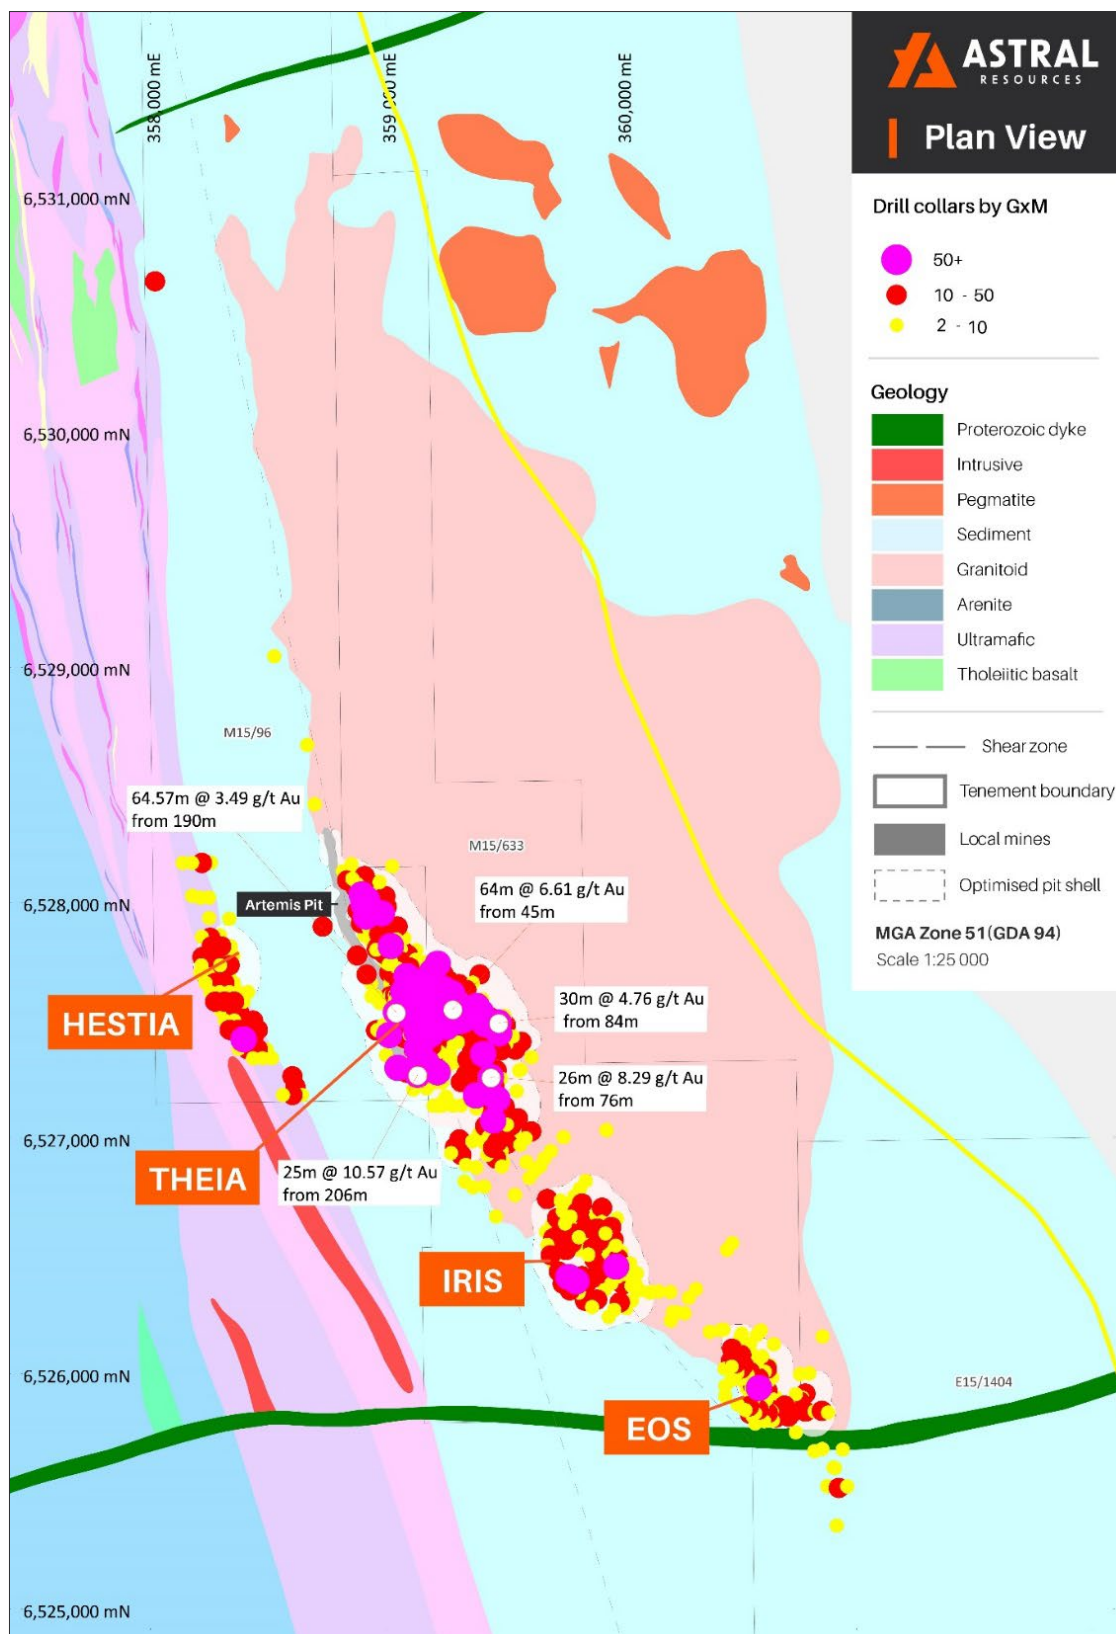 ASTRAL
RESOURCES
Plan View
Drill collars by GxM
50+
10 - 50
2 - 10
Geology
Proterozoic dyke
Intrusive
Pegmatite
Sediment
Granitoid
Arenite
Ultramafic
Tholeiitic basalt
Shear zone
Tenement boundary
Local mines
Optimised pit shell
MGA Zone 51(GDA 94)
Scale 1:25 000
358,000 mE
359,000 mE
360,000 mE
6,531,000 mN
6,530,000 mN
6,529,000 mN
M15/96
64.57m @ 3.49 g/t Au
from 190m
M15/633
64m @ 6.61 g/t Au
from 45m
6,528,000 mN
Artemis Pit
HESTIA
30m @ 4.76 g/t Au
from 84m
26m @ 8.29 g/t Au
from 76m
6,527,000 mN
THEIA
25m @ 10.57 g/t Au
from 206m
IRIS
6,526,000 mN
E15/1404
EOS
6,525,000 mN